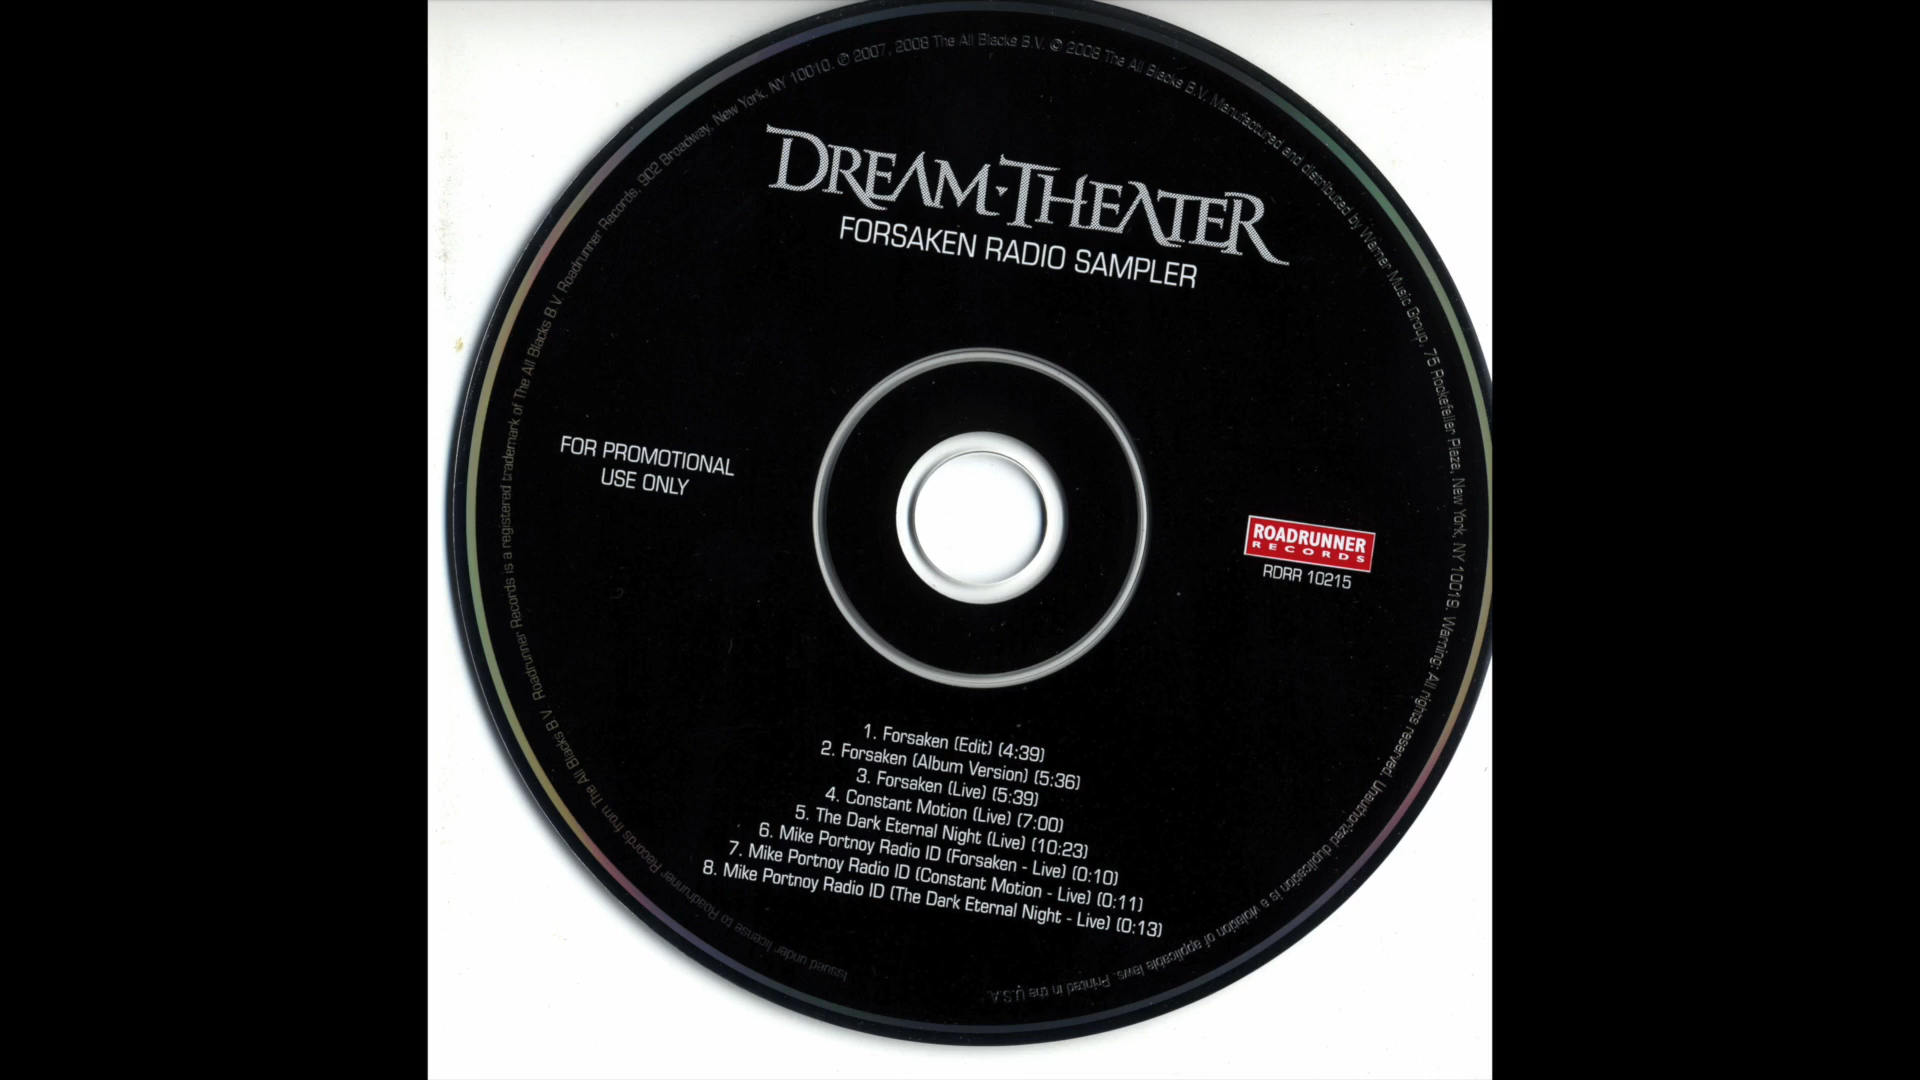 DREAM THEATER
FORSAKEN RADIO SAMPLER
FOR PROMOTIONAL
USE ONLY
ROADRUNNER
RECORDS
RDRR 10215
1. Forsaken (Edit) (4:39)
2. Forsaken (Album Version) (5:36)
3. Forsaken (Live) (5:39)
4. Constant Motion (Live) (7:00)
5. The Dark Eternal Night (Live) (10:23)
6. Mike Portnoy Radio ID (Forsaken - Live) (0:10)
7. Mike Portnoy Radio ID (Constant Motion - Live) (0:11)
8. Mike Portnoy Radio ID (The Dark Eternal Night - Live) (0:13)
Issued under license to Roadrunner Records from The All Blacks B.V. Roadrunner Records is a registered trademark of The All Blacks B.V. Roadrunner Records, 902 Broadway, New York, NY 10010. ℗ 2007, 2008 The All Blacks B.V. © 2008 The All Blacks B.V. Manufactured and distributed by Warner Music Group, 75 Rockefeller Plaza, New York, NY 10019. Warning: All rights reserved. Unauthorized duplication is a violation of applicable laws. Printed in the U.S.A.